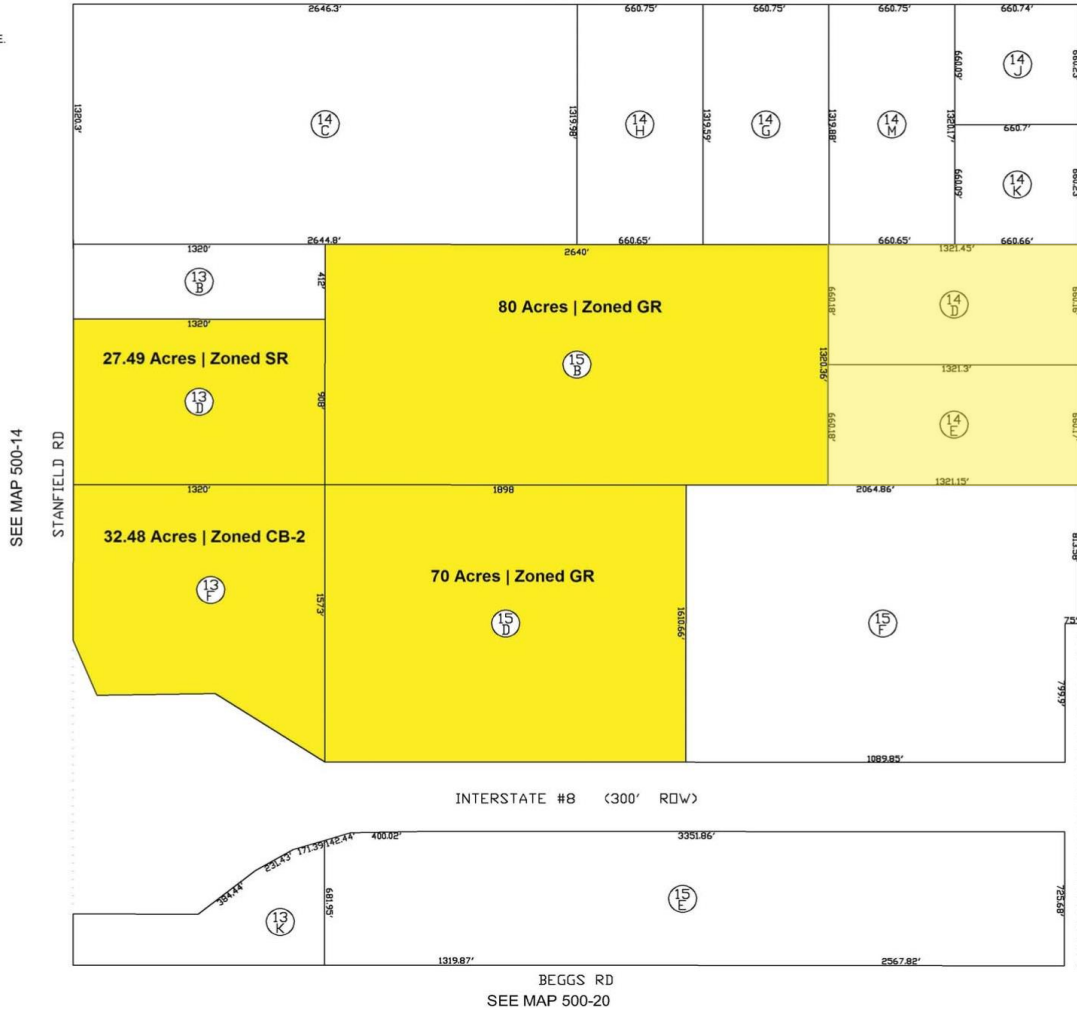 2646.3'
660.75'
660.75'
660.75'
660.74'
E.
1320.3'
14
C
1319.98'
14
H
1319.59'
14
G
1319.88'
14
M
1320.17'
660.09'
14
J
660.7'
660.09'
14
K
1320'
2644.8'
660.65'
2640'
660.65'
1321.45'
660.66'
13
B
412'
80 Acres | Zoned GR
660.18'
14
D
1320'
27.49 Acres | Zoned SR
15
B
1320.36'
1321.3'
13
D
908'
660.18'
14
E
SEE MAP 500-14
STANFIELD RD
1320'
1898
2064.86'
1321.15'
32.48 Acres | Zoned CB-2
13
F
1573'
70 Acres | Zoned GR
15
D
1610.66'
15
F
799.9'
1089.85'
INTERSTATE #8 (300' ROW)
384.44'
231.43'
171.39'
142.44'
400.02'
3351.86'
13
K
681.95'
15
E
725.68'
1319.87'
2567.82'
BEGGS RD
SEE MAP 500-20